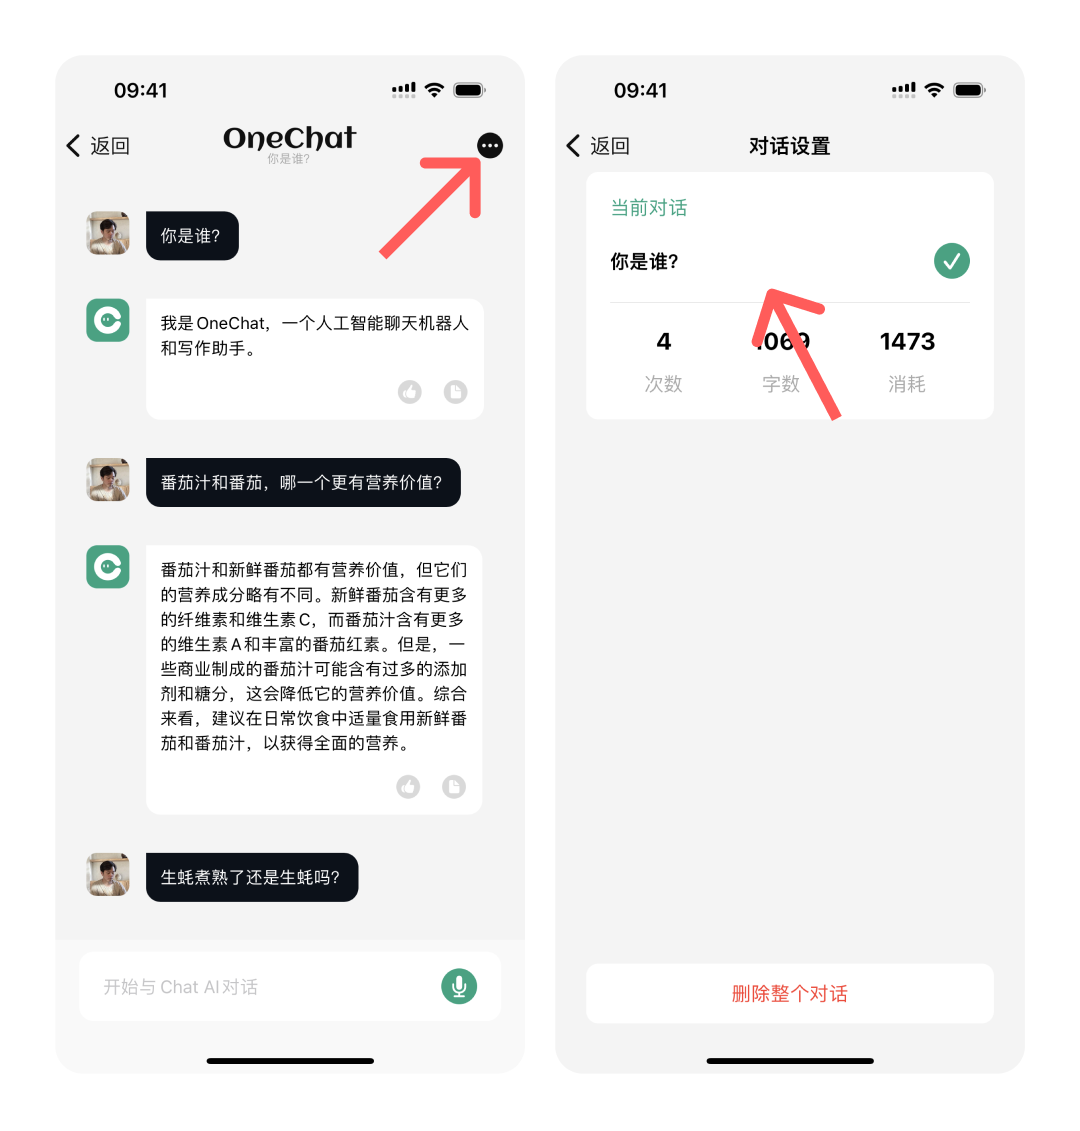 09:41
返回
OneChat
你是谁?
你是谁?
我是OneChat，一个人工智能聊天机器人
和写作助手。
番茄汁和番茄，哪一个更有营养价值?
番茄汁和新鲜番茄都有营养价值，但它们
的营养成分略有不同。新鲜番茄含有更多
的纤维素和维生素C，而番茄汁含有更多
的维生素A和丰富的番茄红素。但是，一
些商业制成的番茄汁可能含有过多的添加
剂和糖分，这会降低它的营养价值。综合
来看，建议在日常饮食中适量食用新鲜番
茄和番茄汁，以获得全面的营养。
生蚝煮熟了还是生蚝吗?
开始与 Chat AI 对话
09:41
返回
对话设置
当前对话
你是谁?
4
1069
1473
次数
字数
消耗
删除整个对话